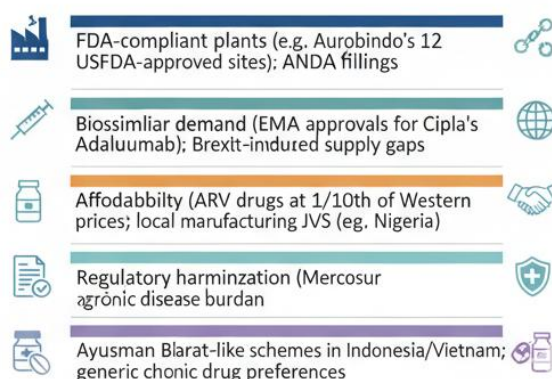 FDA-compliant plants (e.g. Aurobindo's 12
USFDA-approved sites); ANDA fillings
Biossimliar demand (EMA approvals for Cipla's
Adaluumab); Brexit-indured supply gaps
Affodabbilty (ARV drugs at 1/10th of Western
prices; local manufacturing JVS (eg. Nigeria)
Regulatory harminzation (Mercosur
agrònic disease burdan
Ayusman Blarat-like schemes in Indonesia/Vietnam;
generic chonic drug preferences